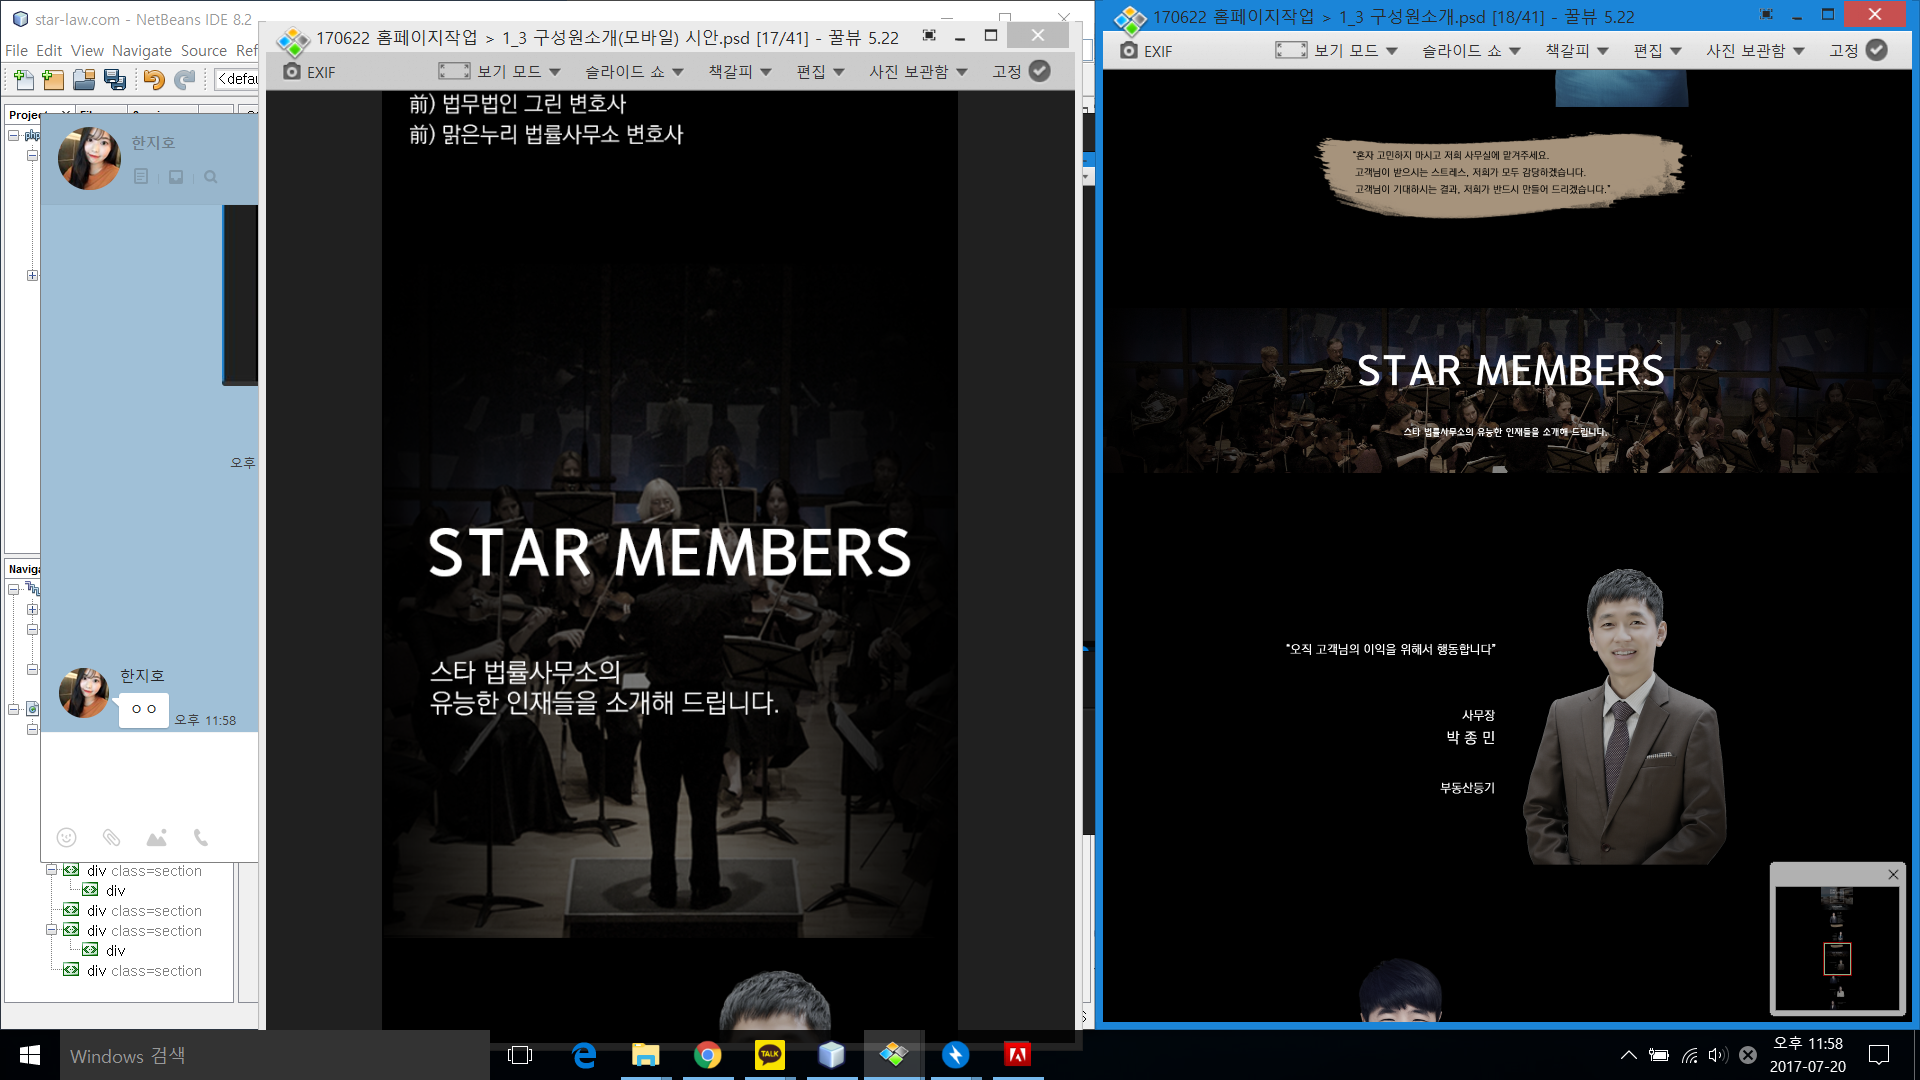 star-law.com - NetBeans IDE 8.2
File Edit View Navigate Source Ref
<defau
Projec
php
한지호
오후
한지호
ㅇㅇ
오후 11:58
Naviga
div class=section
div
div class=section
div class=section
div
div class=section
170622 홈페이지작업 > 1_3 구성원소개(모바일) 시안.psd [17/41] - 꿀뷰 5.22
EXIF 보기 모드 슬라이드 쇼 책갈피 편집 사진 보관함 고정
前) 법무법인 그린 변호사
前) 맑은누리 법률사무소 변호사
STAR MEMBERS
스타 법률사무소의
유능한 인재들을 소개해 드립니다.
170622 홈페이지작업 > 1_3 구성원소개.psd [18/41] - 꿀뷰 5.22
EXIF 보기 모드 슬라이드 쇼 책갈피 편집 사진 보관함 고정
"혼자 고민하지 마시고 저희 사무실에 맡겨주세요.
고객님이 받으시는 스트레스, 저희가 모두 감당하겠습니다.
고객님이 기대하시는 결과, 저희가 반드시 만들어 드리겠습니다."
STAR MEMBERS
스타 법률사무소의 유능한 인재들을 소개해 드립니다.
"오직 고객님의 이익을 위해서 행동합니다"
사무장
박 종 민
부동산등기
Windows 검색
TALK
오후 11:58
2017-07-20